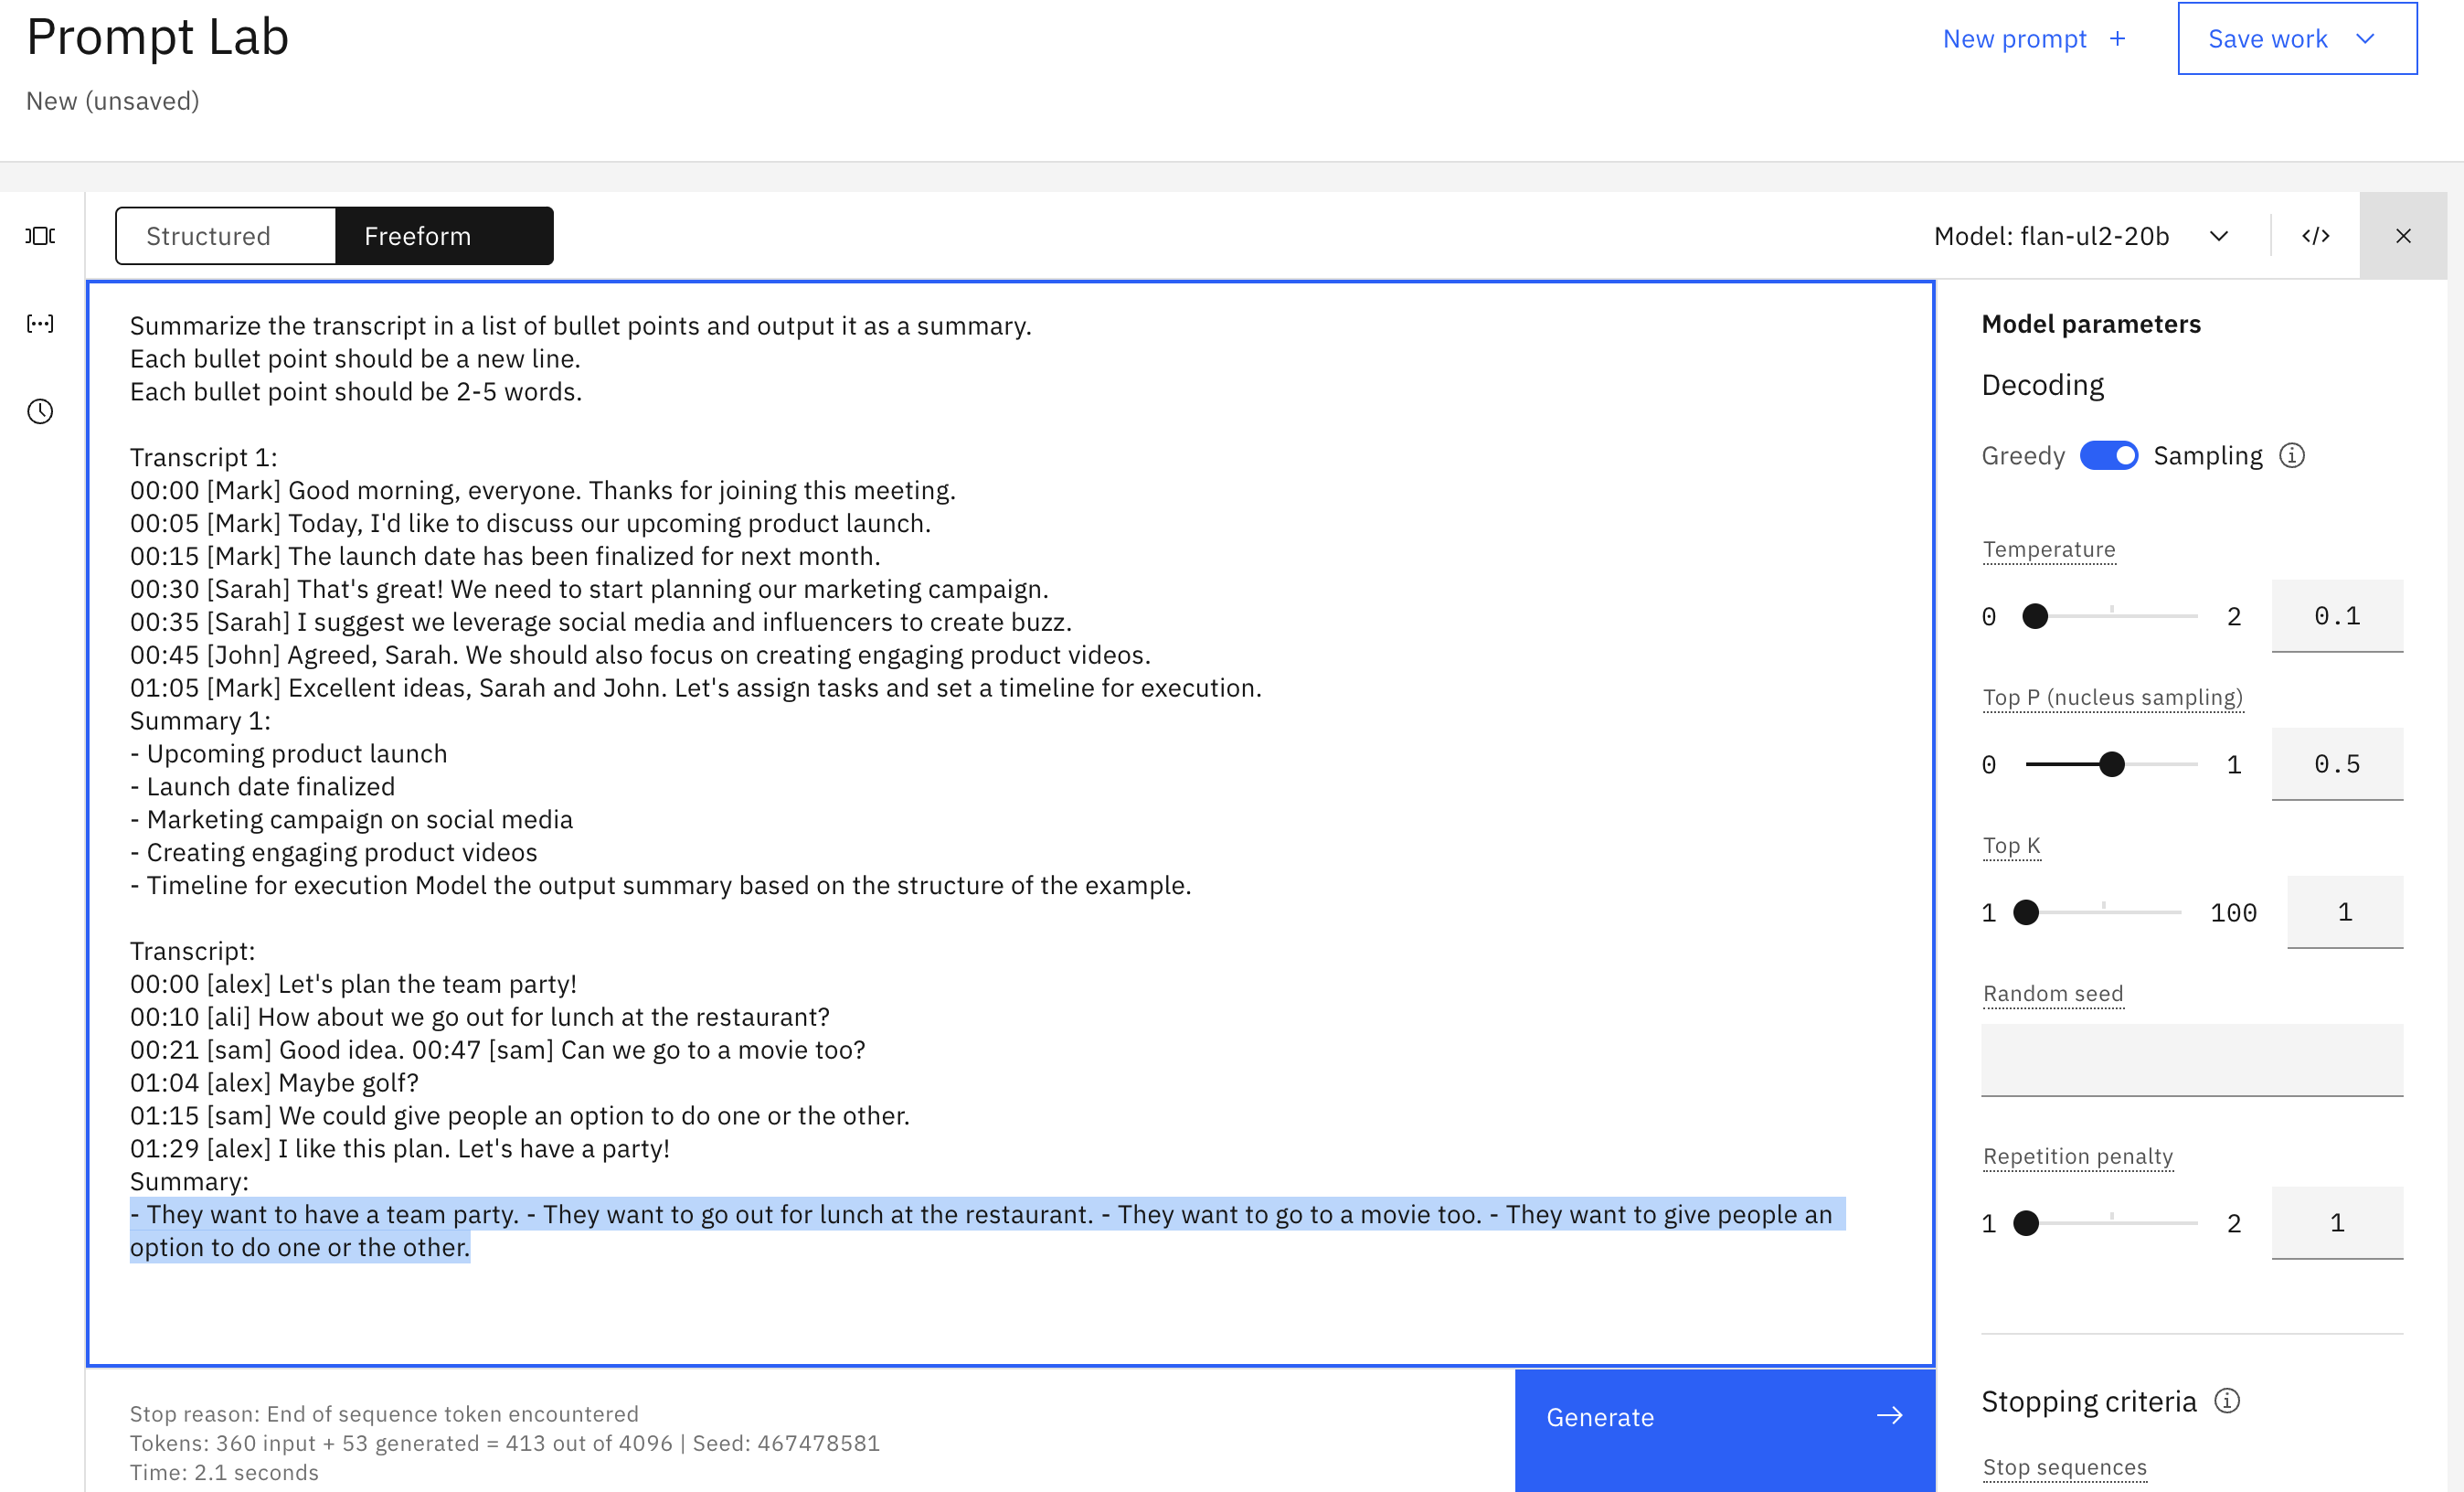 Prompt Lab
New prompt +
Save work
New (unsaved)
Structured
Freeform
Model: flan-ul2-20b
</>
Summarize the transcript in a list of bullet points and output it as a summary.
Each bullet point should be a new line.
Each bullet point should be 2-5 words.
Transcript 1:
00:00 [Mark] Good morning, everyone. Thanks for joining this meeting.
00:05 [Mark] Today, I'd like to discuss our upcoming product launch.
00:15 [Mark] The launch date has been finalized for next month.
00:30 [Sarah] That's great! We need to start planning our marketing campaign.
00:35 [Sarah] I suggest we leverage social media and influencers to create buzz.
00:45 [John] Agreed, Sarah. We should also focus on creating engaging product videos.
01:05 [Mark] Excellent ideas, Sarah and John. Let's assign tasks and set a timeline for execution.
Summary 1:
- Upcoming product launch
- Launch date finalized
- Marketing campaign on social media
- Creating engaging product videos
- Timeline for execution Model the output summary based on the structure of the example.
Transcript:
00:00 [alex] Let's plan the team party!
00:10 [ali] How about we go out for lunch at the restaurant?
00:21 [sam] Good idea. 00:47 [sam] Can we go to a movie too?
01:04 [alex] Maybe golf?
01:15 [sam] We could give people an option to do one or the other.
01:29 [alex] I like this plan. Let's have a party!
Summary:
- They want to have a team party. - They want to go out for lunch at the restaurant. - They want to go to a movie too. - They want to give people an
option to do one or the other.
Stop reason: End of sequence token encountered
Tokens: 360 input + 53 generated = 413 out of 4096 | Seed: 467478581
Time: 2.1 seconds
Generate
Model parameters
Decoding
Greedy Sampling
Temperature
0 2 0.1
Top P (nucleus sampling)
0 1 0.5
Top K
1 100 1
Random seed
Repetition penalty
1 2 1
Stopping criteria
Stop sequences